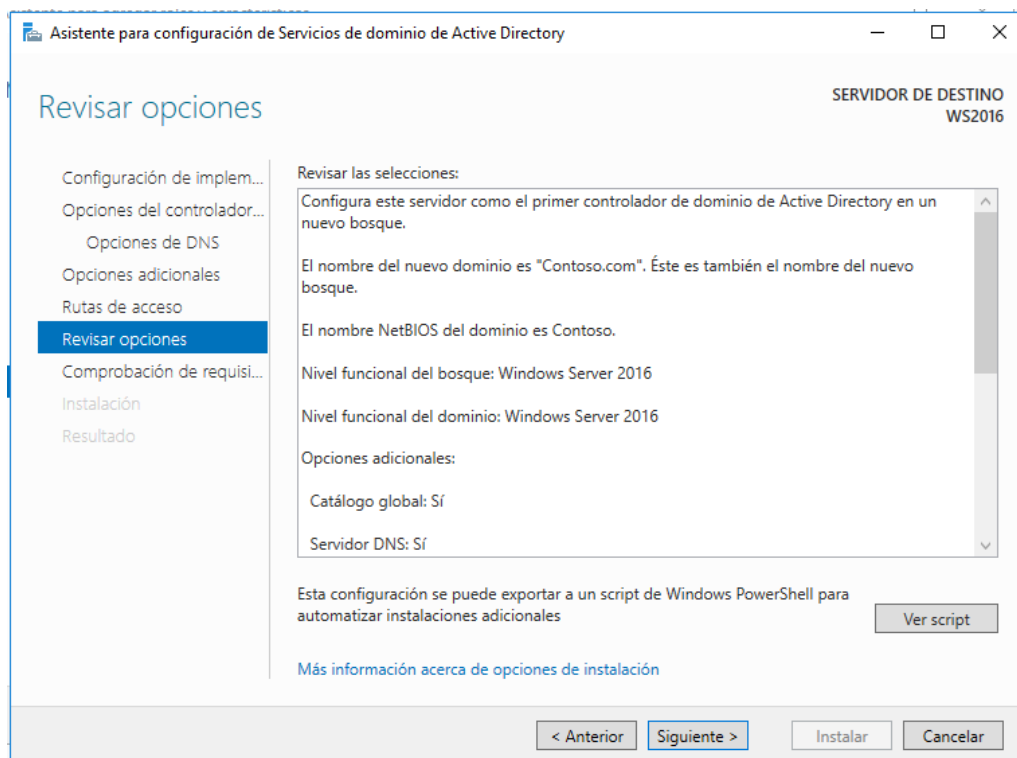 Asistente para configuración de Servicios de dominio de Active Directory
Revisar opciones
SERVIDOR DE DESTINO
WS2016
Configuración de implem...
Opciones del controlador...
Opciones de DNS
Opciones adicionales
Rutas de acceso
Revisar opciones
Comprobación de requisi...
Instalación
Resultado
Revisar las selecciones:
Configura este servidor como el primer controlador de dominio de Active Directory en un
nuevo bosque.
El nombre del nuevo dominio es "Contoso.com". Éste es también el nombre del nuevo
bosque.
El nombre NetBIOS del dominio es Contoso.
Nivel funcional del bosque: Windows Server 2016
Nivel funcional del dominio: Windows Server 2016
Opciones adicionales:
Catálogo global: Sí
Servidor DNS: Sí
Esta configuración se puede exportar a un script de Windows PowerShell para
automatizar instalaciones adicionales
Ver script
Más información acerca de opciones de instalación
< Anterior
Siguiente >
Instalar
Cancelar